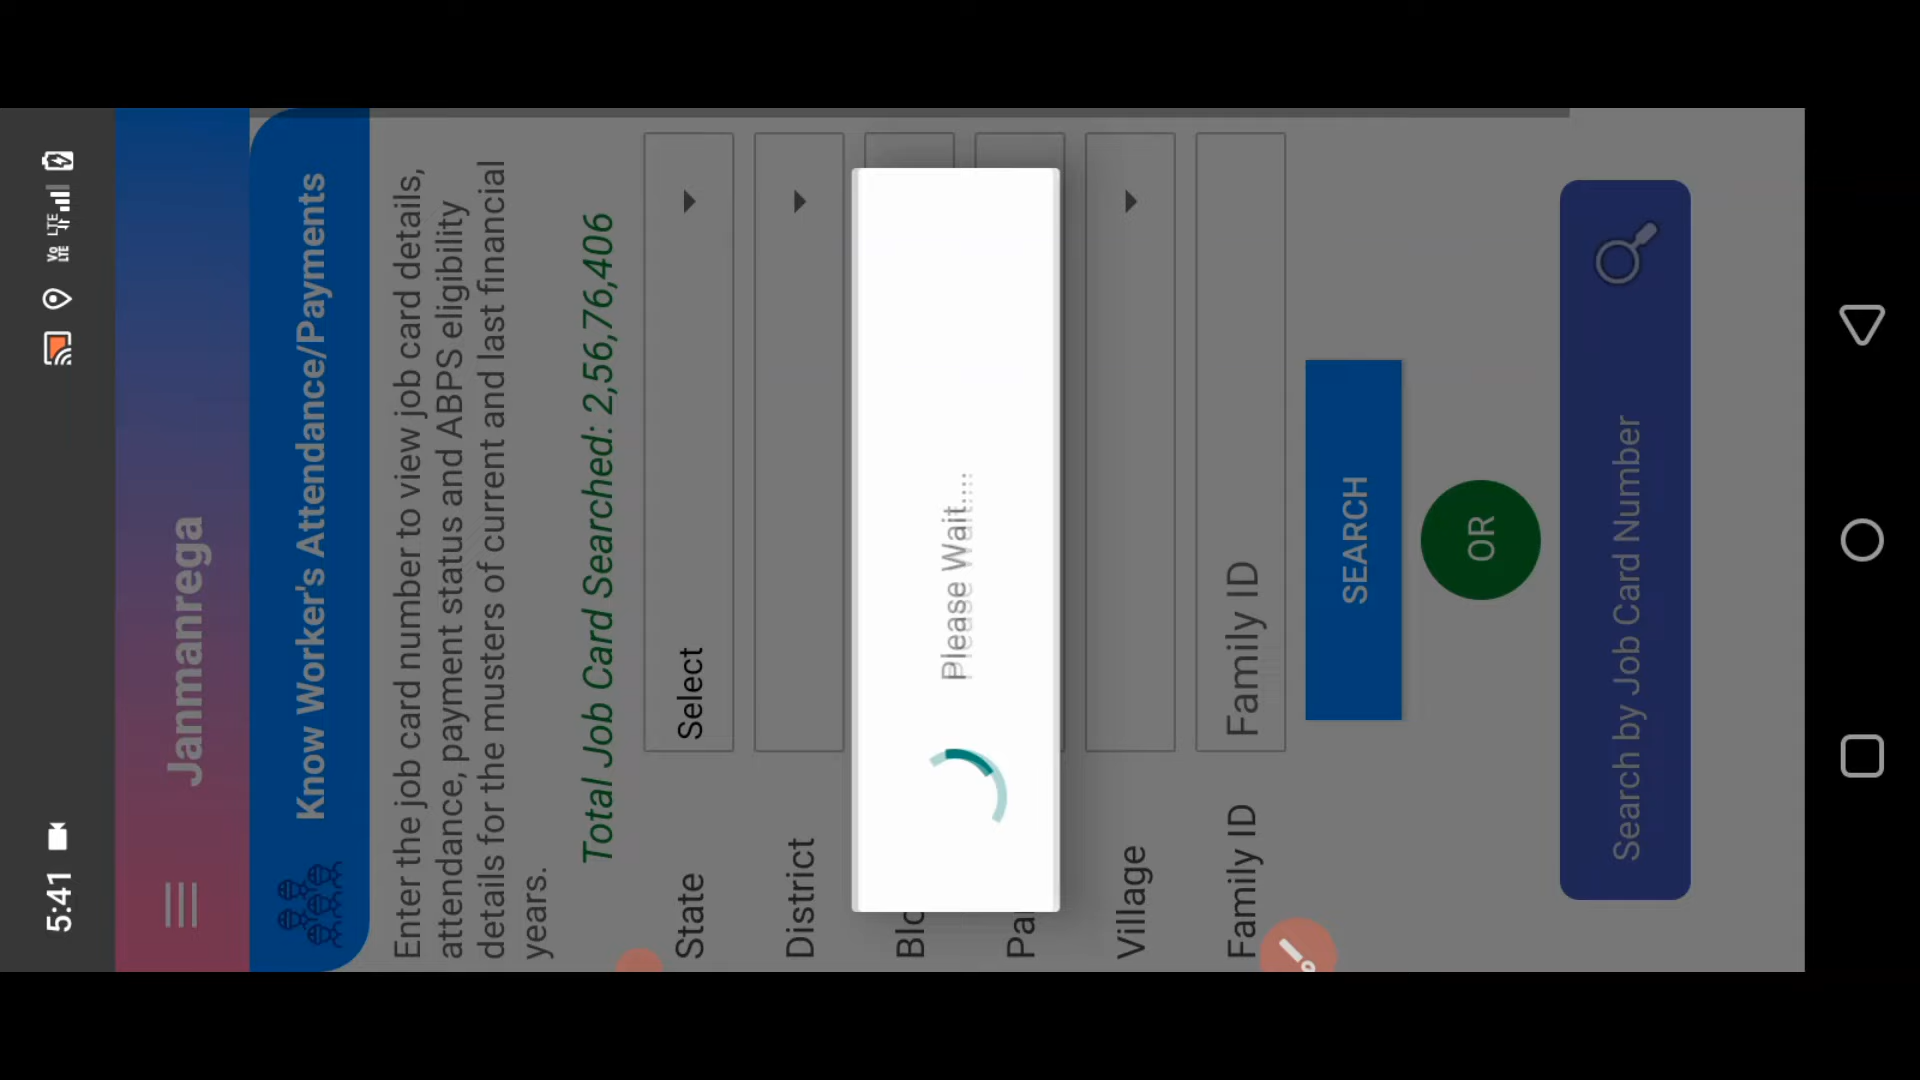 5:41
Janmanrega
Know Worker's Attendance/Payments
Enter the job card number to view job card details,
attendance, payment status and ABPS eligibility
details for the musters of current and last financial
years.
Total Job Card Searched: 2,56,76,406
State Select
District
Blo
Please Wait....
Pa
Village
Family ID Family ID
SEARCH
OR
Search by Job Card Number